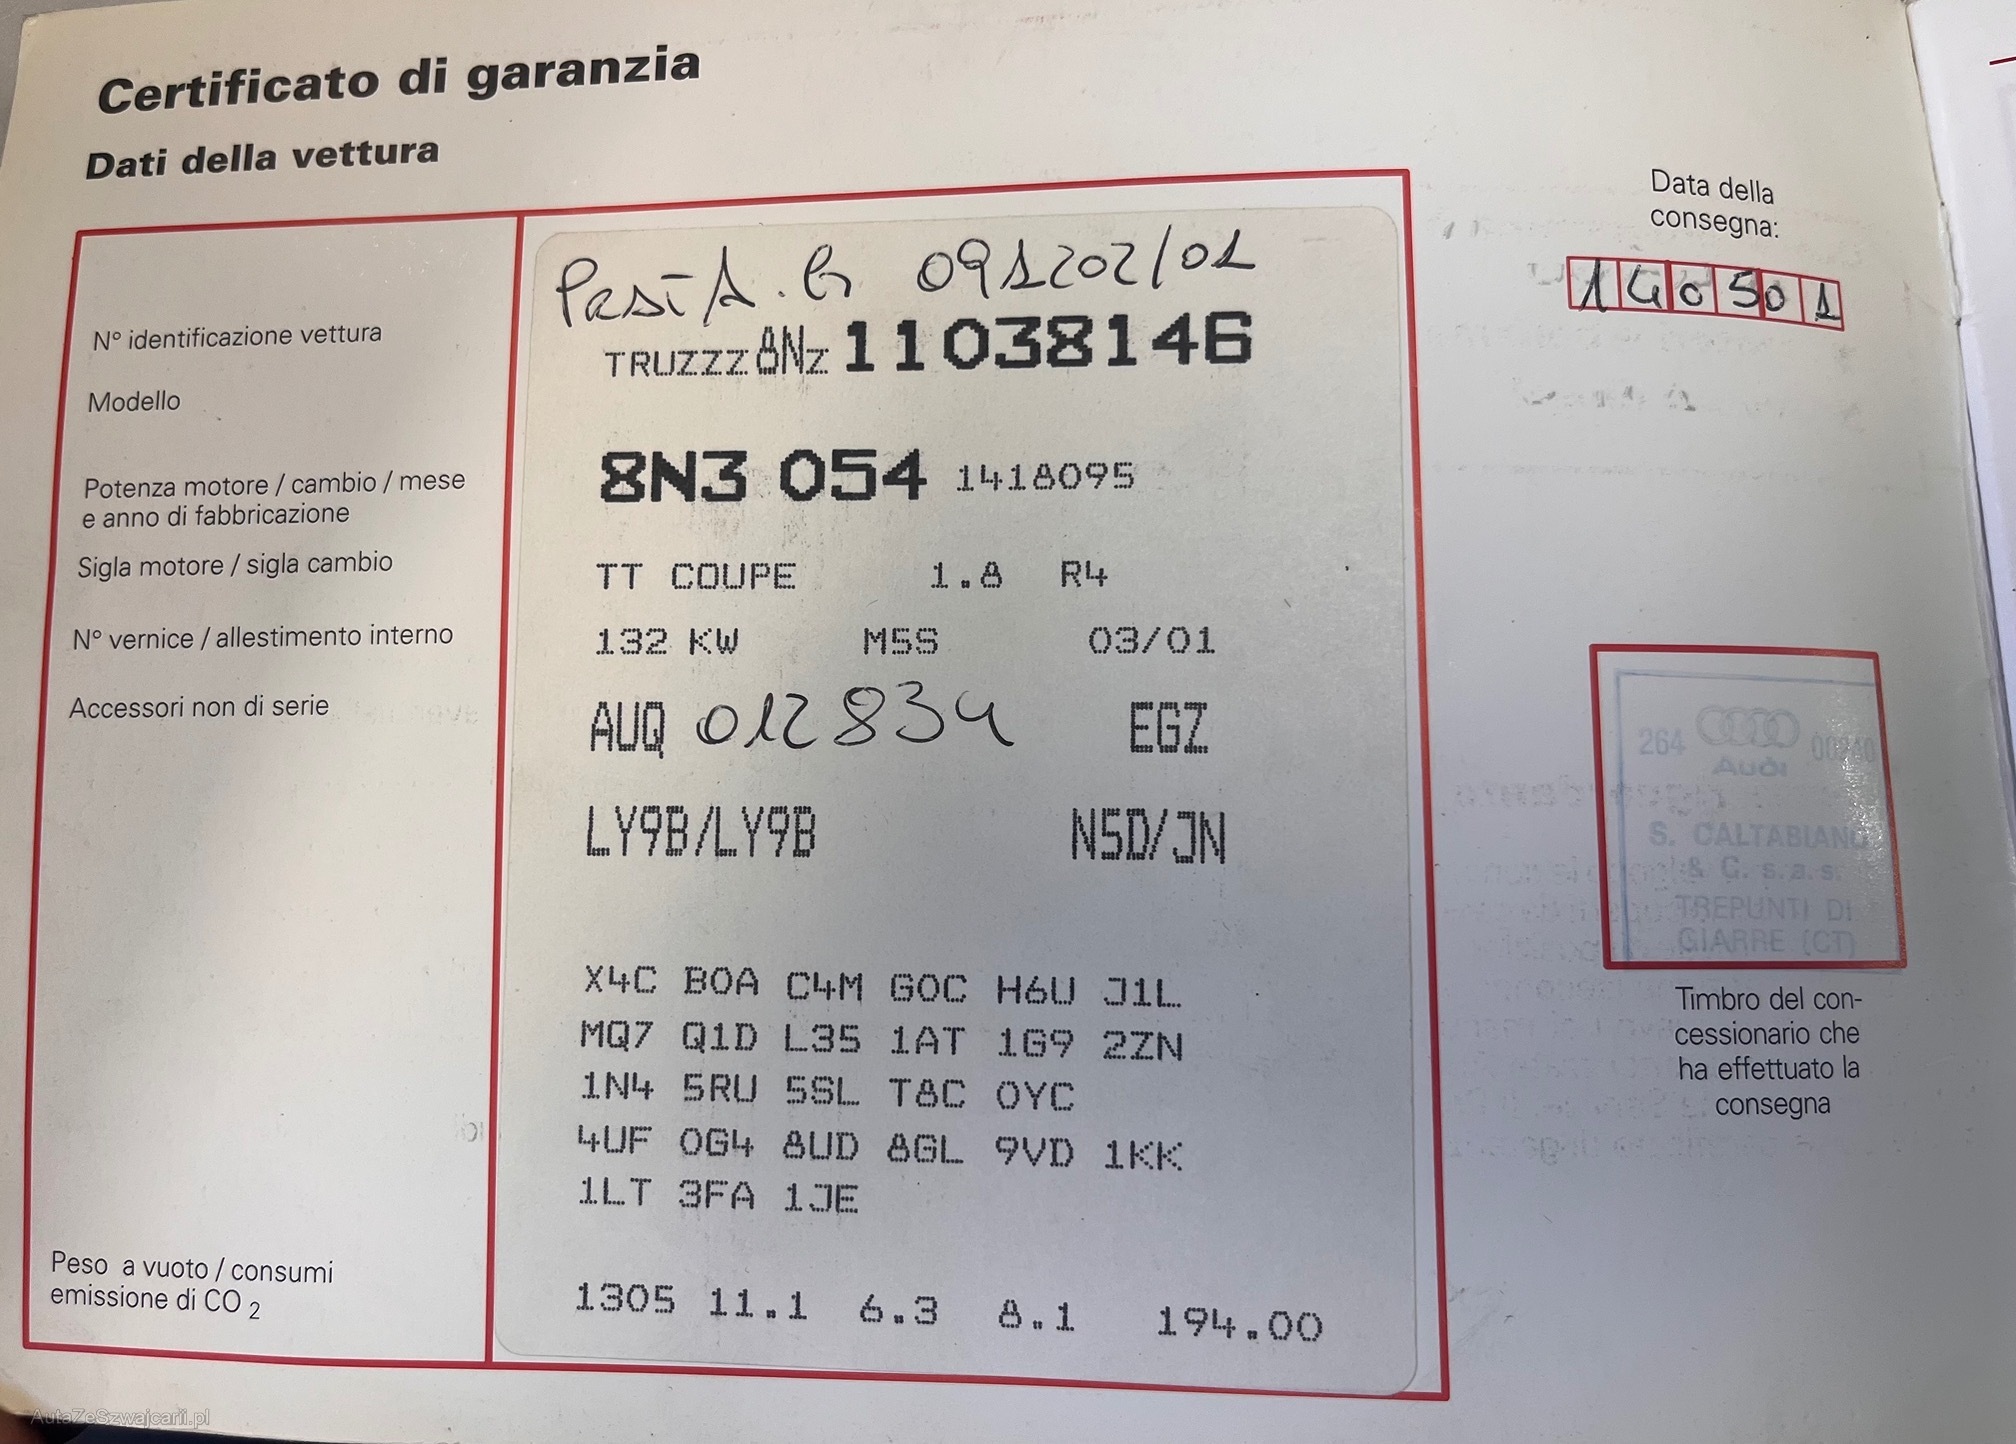 Certificato di garanzia
Dati della vettura
N° identificazione vettura
Modello
Potenza motore / cambio / mese
e anno di fabbricazione
Sigla motore / sigla cambio
N° vernice / allestimento interno
Accessori non di serie
Peso a vuoto / consumi
emissione di CO 2
091202/01
TRUZZZ8NZ 11038146
8N3 054 1418095
TT COUPE 1.8 R4
132 KW M5S 03/01
AUQ 012834 EGZ
LY9B/LY9B N5D/JN
X4C B0A C4M G0C H6U J1L
MQ7 Q1D L35 1AT 1G9 2ZN
1N4 5RU 5SL T8C 0YC
4UF 0G4 8UD 8GL 9VD 1KK
1LT 3FA 1JE
1305 11.1 6.3 8.1 194.00
Data della
consegna:
140501
264 00240
Audi
S. CALTABIANO
& C. s.a.s.
TREPUNTI DI
GIARRE (CT)
Timbro del con-
cessionario che
ha effettuato la
consegna
AutaZeSzwajcarii.pl